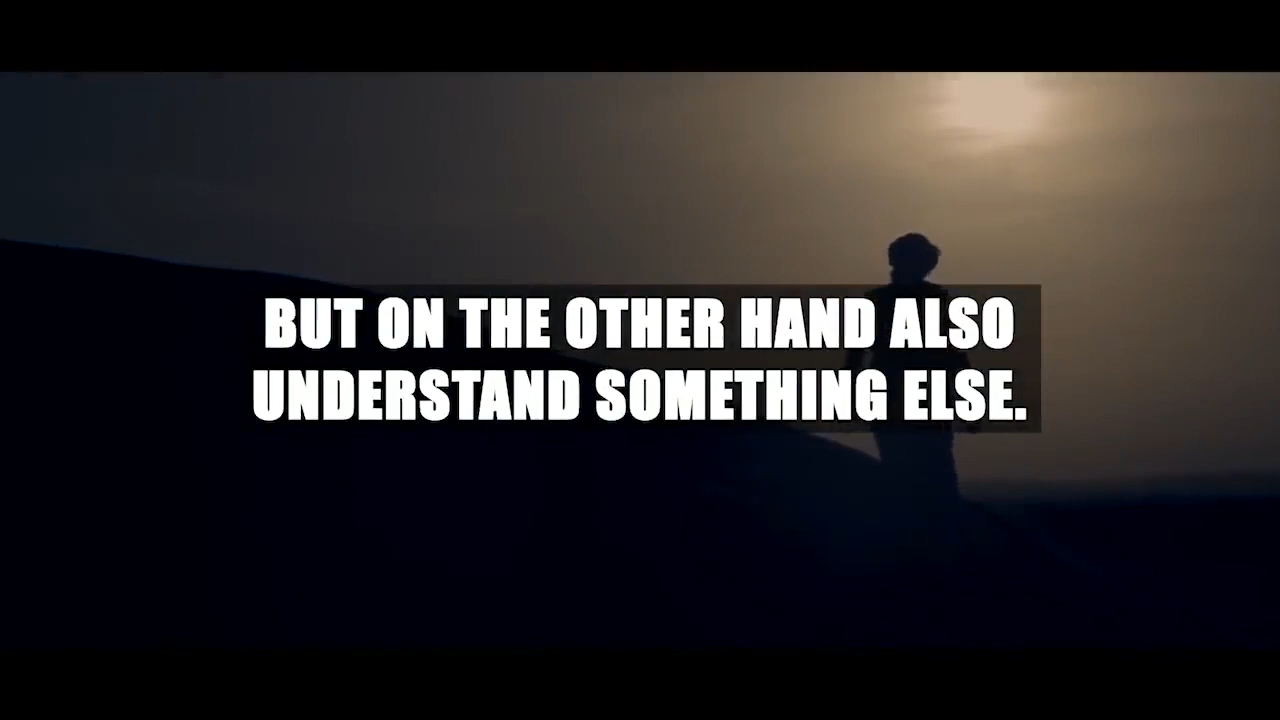 BUT ON THE OTHER HAND ALSO
UNDERSTAND SOMETHING ELSE.